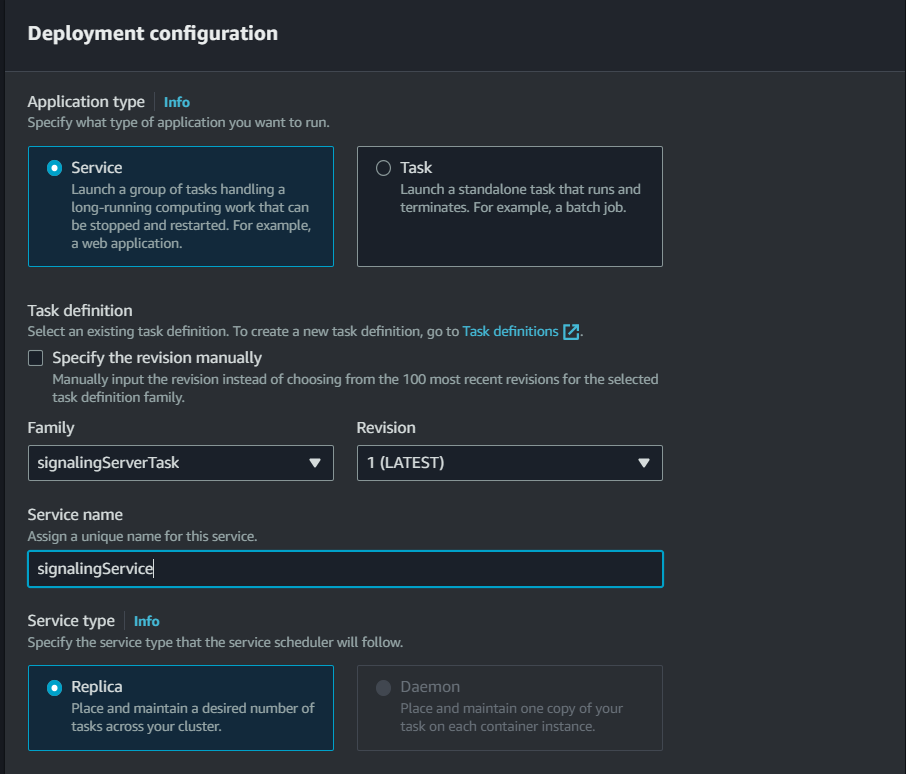 Deployment configuration
Application type Info
Specify what type of application you want to run.
Service
Launch a group of tasks handling a
long-running computing work that can
be stopped and restarted. For example,
a web application.
Task
Launch a standalone task that runs and
terminates. For example, a batch job.
Task definition
Select an existing task definition. To create a new task definition, go to Task definitions.
Specify the revision manually
Manually input the revision instead of choosing from the 100 most recent revisions for the selected
task definition family.
Family
signalingServerTask
Revision
1 (LATEST)
Service name
Assign a unique name for this service.
signalingService
Service type Info
Specify the service type that the service scheduler will follow.
Replica
Place and maintain a desired number of
tasks across your cluster.
Daemon
Place and maintain one copy of your
task on each container instance.